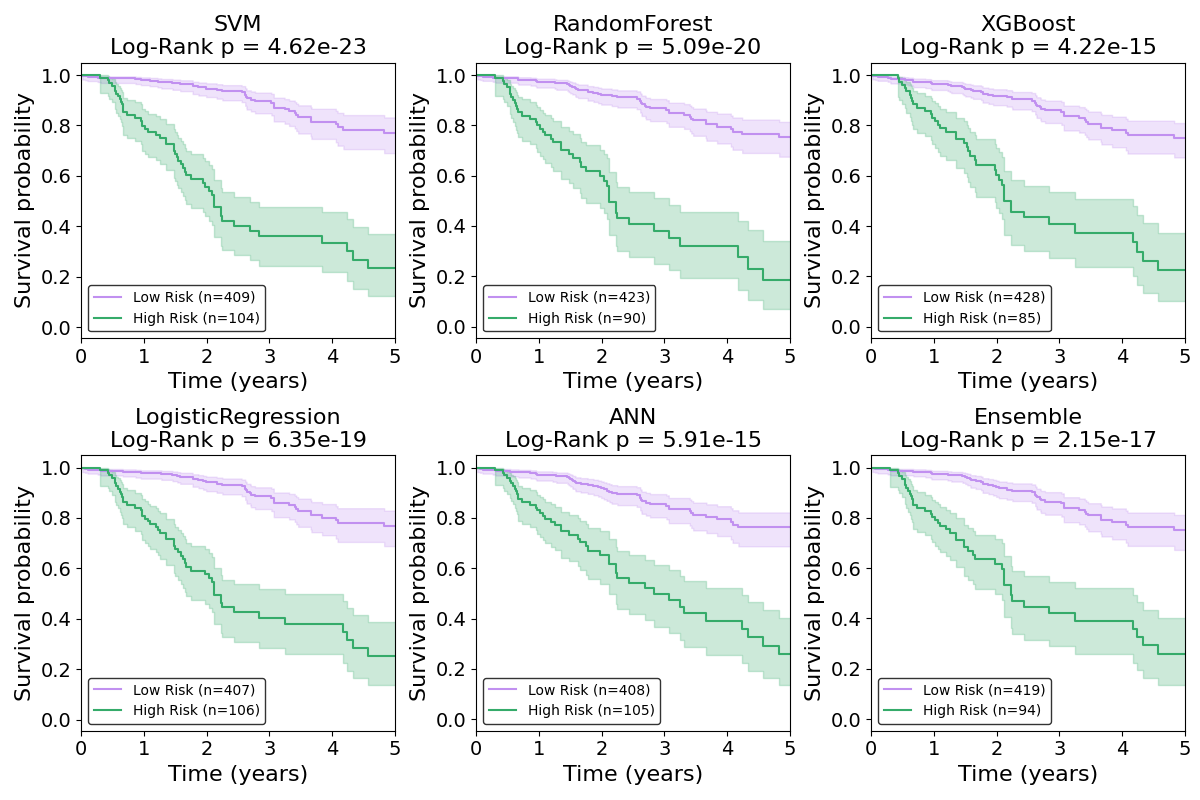 SVM
Log-Rank p = 4.62e-23
Survival probability
1.0
0.8
0.6
0.4
0.2
0.0
Low Risk (n=409)
High Risk (n=104)
0 1 2 3 4 5
Time (years)
RandomForest
Log-Rank p = 5.09e-20
Survival probability
1.0
0.8
0.6
0.4
0.2
0.0
Low Risk (n=423)
High Risk (n=90)
0 1 2 3 4 5
Time (years)
XGBoost
Log-Rank p = 4.22e-15
Survival probability
1.0
0.8
0.6
0.4
0.2
0.0
Low Risk (n=428)
High Risk (n=85)
0 1 2 3 4 5
Time (years)
LogisticRegression
Log-Rank p = 6.35e-19
Survival probability
1.0
0.8
0.6
0.4
0.2
0.0
Low Risk (n=407)
High Risk (n=106)
0 1 2 3 4 5
Time (years)
ANN
Log-Rank p = 5.91e-15
Survival probability
1.0
0.8
0.6
0.4
0.2
0.0
Low Risk (n=408)
High Risk (n=105)
0 1 2 3 4 5
Time (years)
Ensemble
Log-Rank p = 2.15e-17
Survival probability
1.0
0.8
0.6
0.4
0.2
0.0
Low Risk (n=419)
High Risk (n=94)
0 1 2 3 4 5
Time (years)